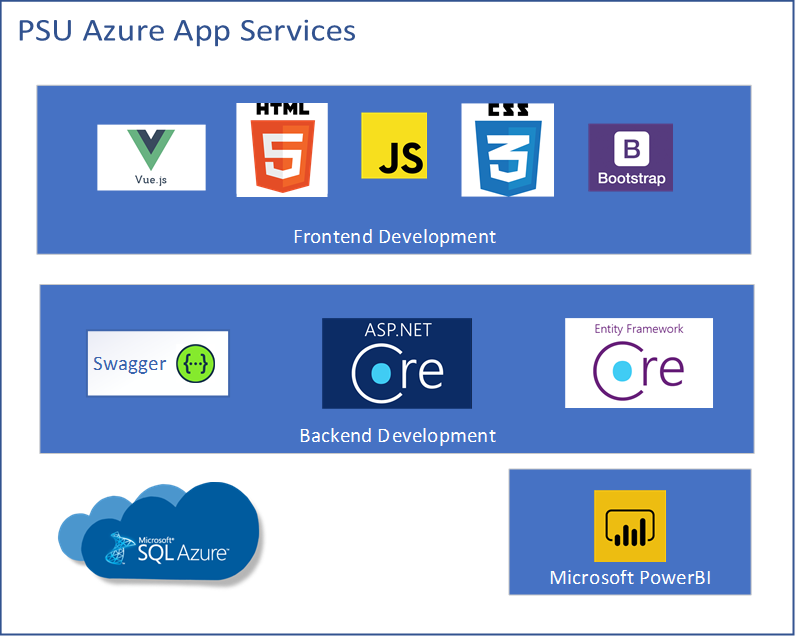 PSU Azure App Services
HTML
CSS
5
JS
3
B
Vue.js
Bootstrap
Frontend Development
ASP.NET
Entity Framework
Swagger {··}
Core
Core
Backend Development
Microsoft®
SQL Azure™
Microsoft PowerBI